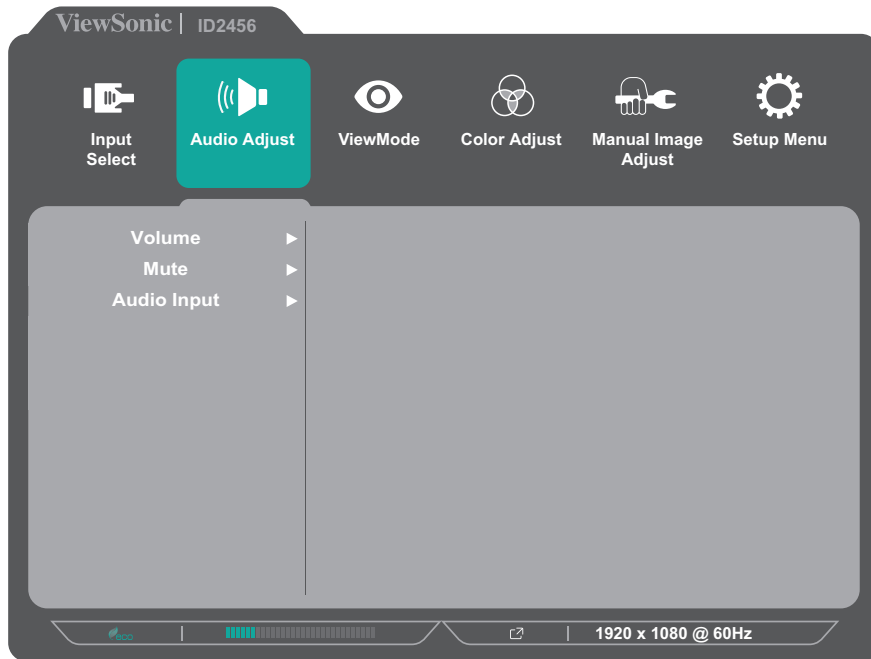 ViewSonic | ID2456
Input Select
Audio Adjust
ViewMode
Color Adjust
Manual Image Adjust
Setup Menu
Volume
Mute
Audio Input
eco
1920 x 1080 @ 60Hz